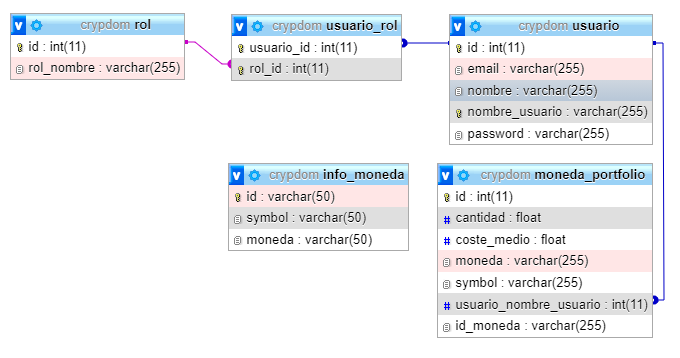 crypdom rol
id : int(11)
rol_nombre : varchar(255)
crypdom usuario_rol
usuario_id : int(11)
rol_id : int(11)
crypdom usuario
id : int(11)
email : varchar(255)
nombre : varchar(255)
nombre_usuario : varchar(255)
password : varchar(255)
crypdom info_moneda
id : varchar(50)
symbol : varchar(50)
moneda : varchar(50)
crypdom moneda_portfolio
id : int(11)
cantidad : float
coste_medio : float
moneda : varchar(255)
symbol : varchar(255)
usuario_nombre_usuario : int(11)
id_moneda : varchar(255)